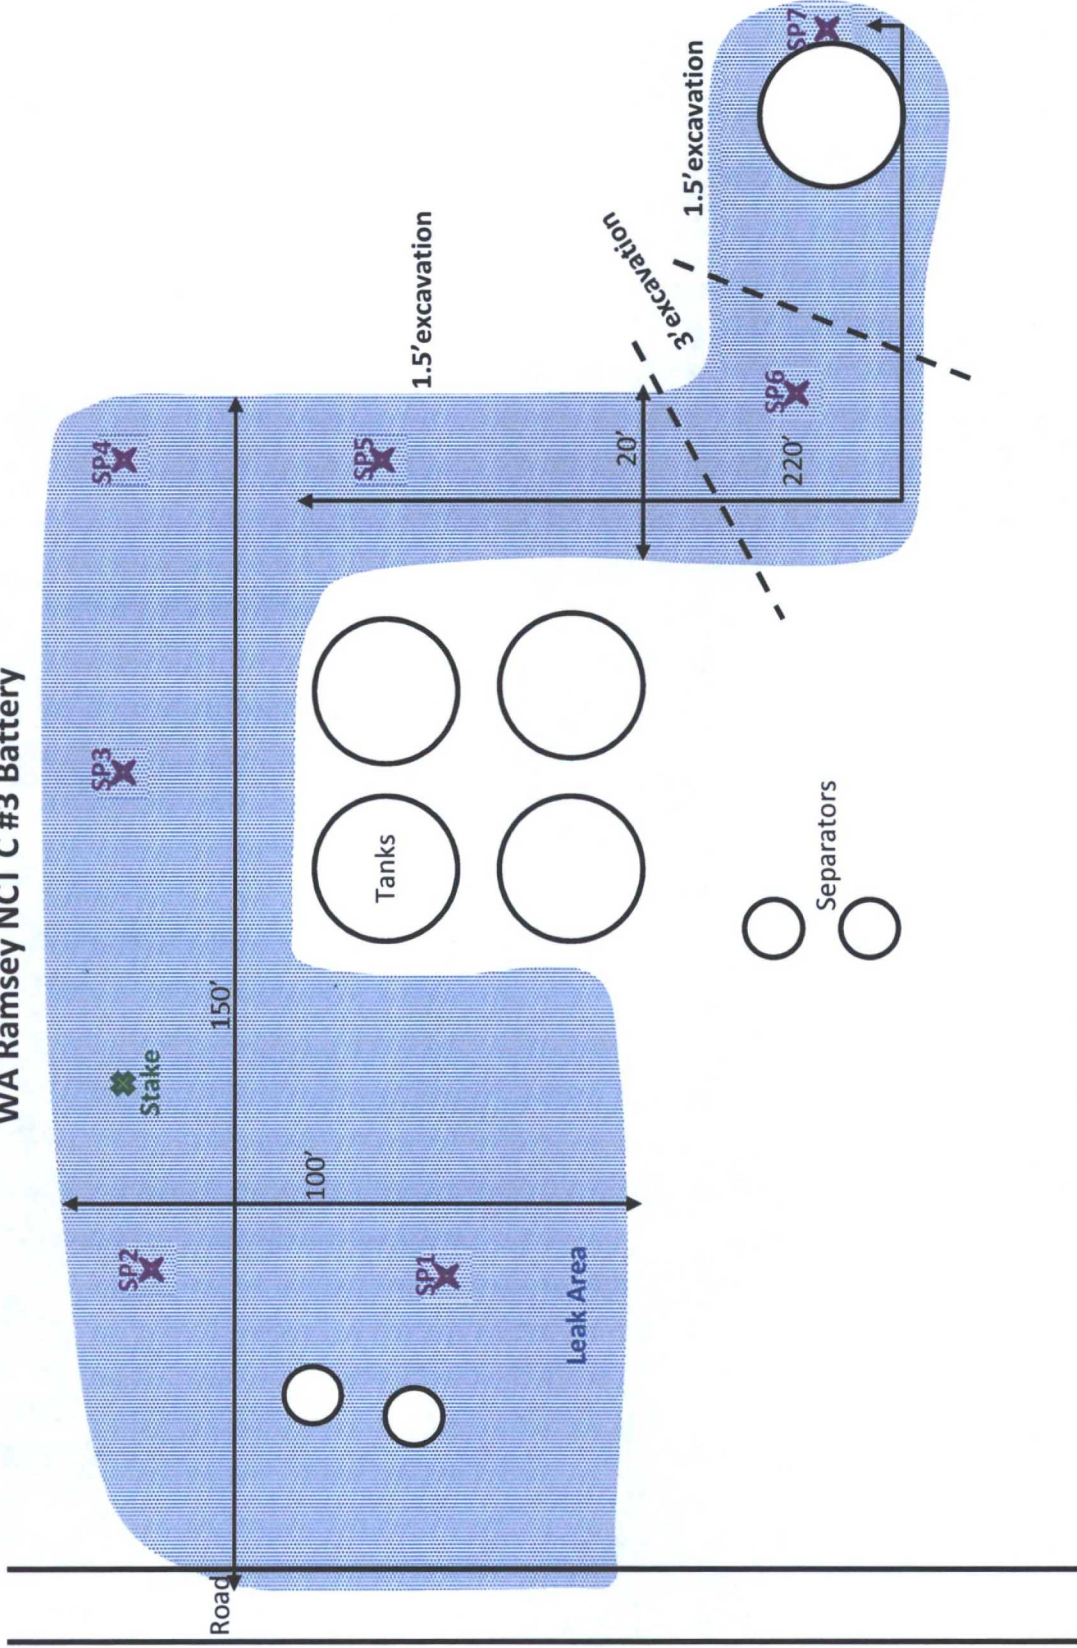 WA Ramsey NCT C #3 Battery
SP4
SP3
Stake
SP2
150'
Road
100'
SP5
1.5'excavation
SP1
Tanks
Leak Area
20'
3'excavation
1.5'excavation
SP6
220'
SP7
Separators